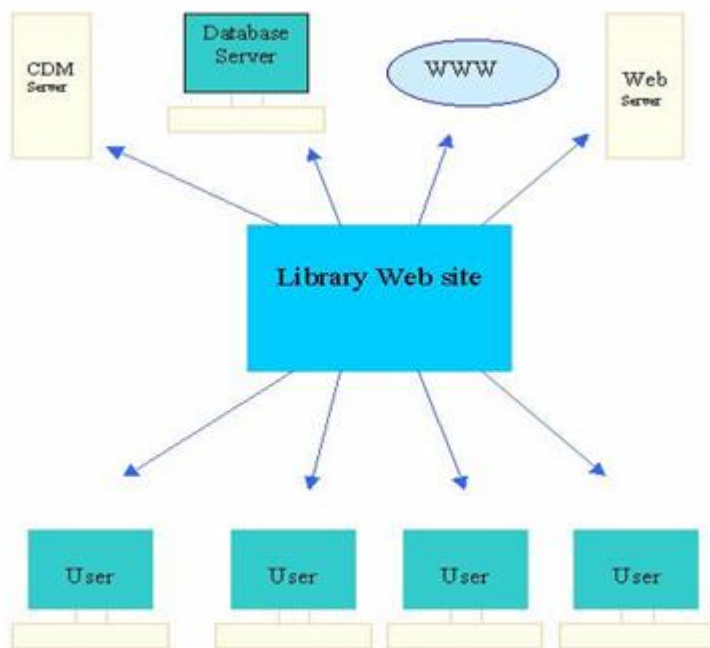 CDM
Server
Database
Server
WWW
Web
Server
Library Web site
User
User
User
User